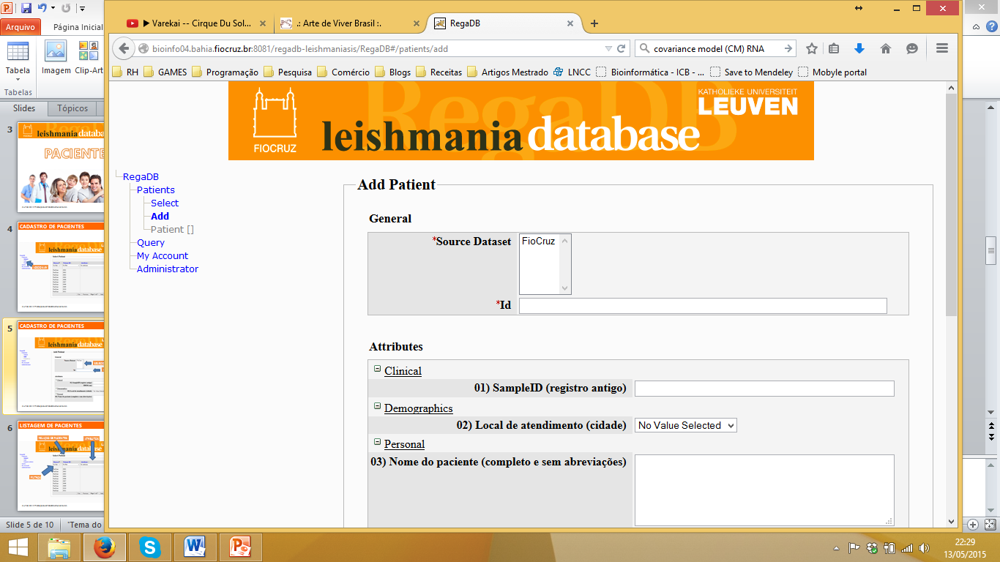 Arquivo
Página Inicial
Tabela
Imagem
Clip-Art
Tabelas
Slides
Tópicos
3
leishmania database
PACIENTE
4
CADASTRO DE PACIENTES
leishmaniadatabase
5
CADASTRO DE PACIENTES
leishmaniadatabase
6
LISTAGEM DE PACIENTES
Slide 5 de 10
"Tema do
▶ Varekai -- Cirque Du Sol...
.: Arte de Viver Brasil :.
RegaDB
bioinfo04.bahia.fiocruz.br:8081/regadb-leishmaniasis/RegaDB#/patients/add
covariance model (CM) RNA
RH
GAMES
Programação
Pesquisa
Comércio
Blogs
Receitas
Artigos Mestrado
LNCC
Bioinformática - ICB - ...
Save to Mendeley
Mobyle portal
RegaDB
FIOCRUZ
leishmaniadatabase
KATHOLIEKE UNIVERSITEIT
LEUVEN
RegaDB
Patients
Select
Add
Patient []
Query
My Account
Administrator
Add Patient
General
*Source Dataset
FioCruz
*Id
Attributes
Clinical
01) SampleID (registro antigo)
Demographics
02) Local de atendimento (cidade)
No Value Selected
Personal
03) Nome do paciente (completo e sem abreviações)
22:29
13/05/2015